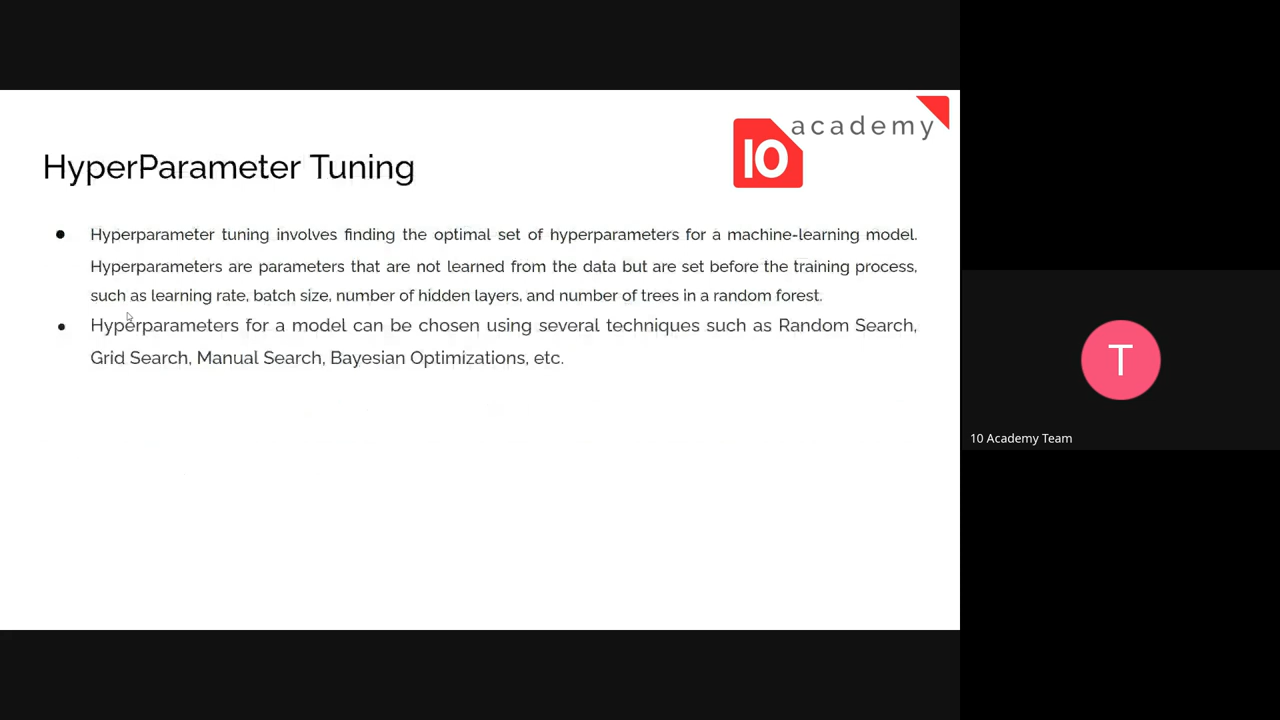 10 academy
HyperParameter Tuning
● Hyperparameter tuning involves finding the optimal set of hyperparameters for a machine-learning model.
Hyperparameters are parameters that are not learned from the data but are set before the training process,
such as learning rate, batch size, number of hidden layers, and number of trees in a random forest.
● Hyperparameters for a model can be chosen using several techniques such as Random Search,
Grid Search, Manual Search, Bayesian Optimizations, etc.
T
10 Academy Team